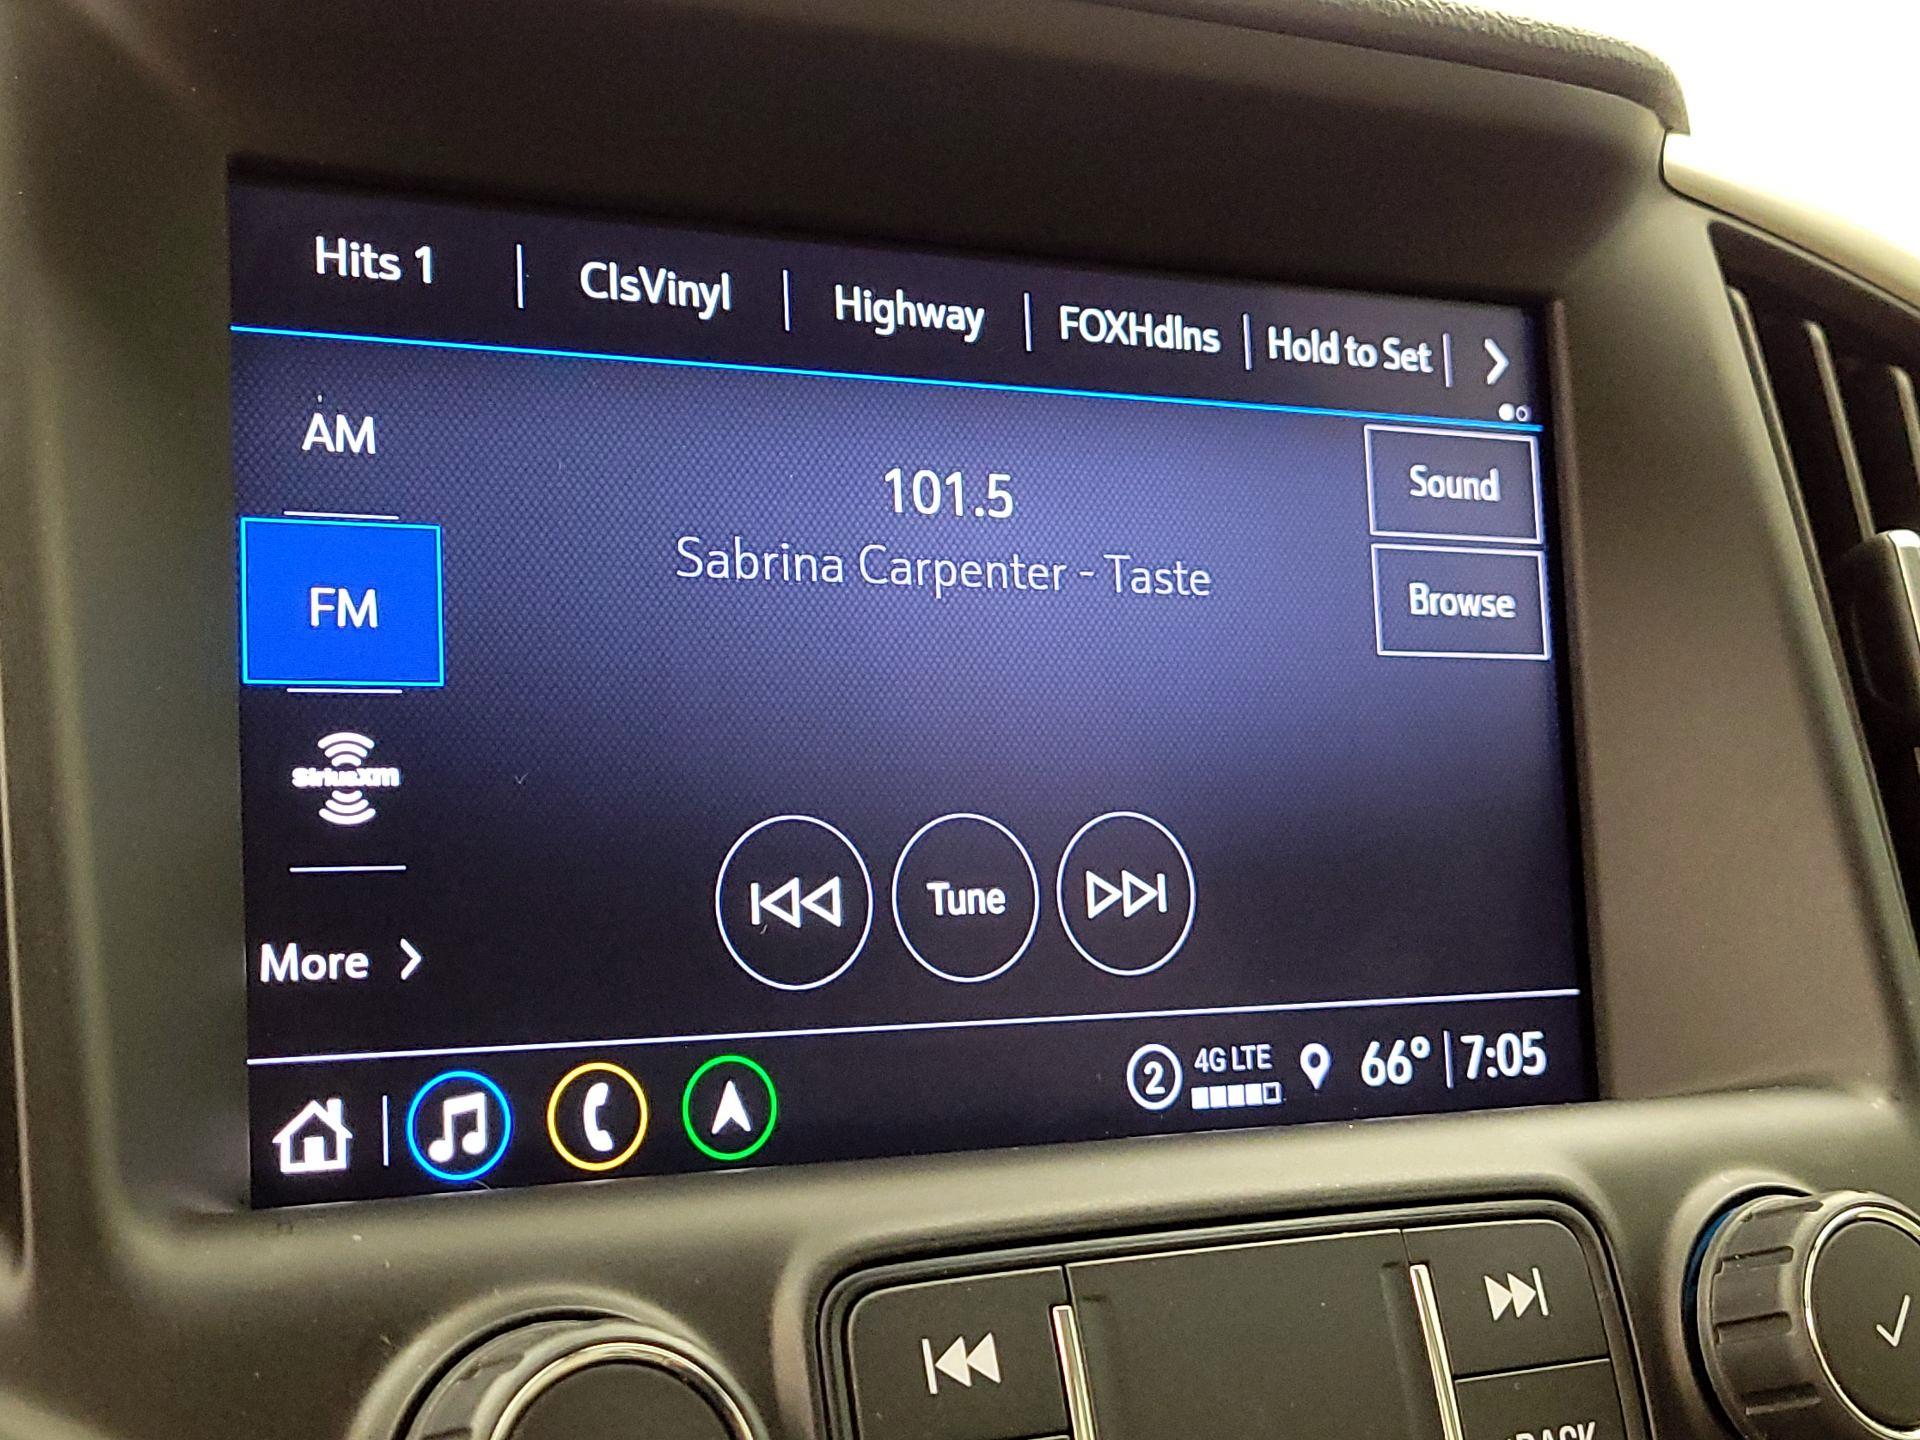 Hits 1 | ClsVinyl | Highway | FOXHdlns | Hold to Set |
AM
101.5
Sound
Sabrina Carpenter - Taste
FM
Browse
SiriusXm
Tune
More
2 4G LTE 66° | 7:05
BACK